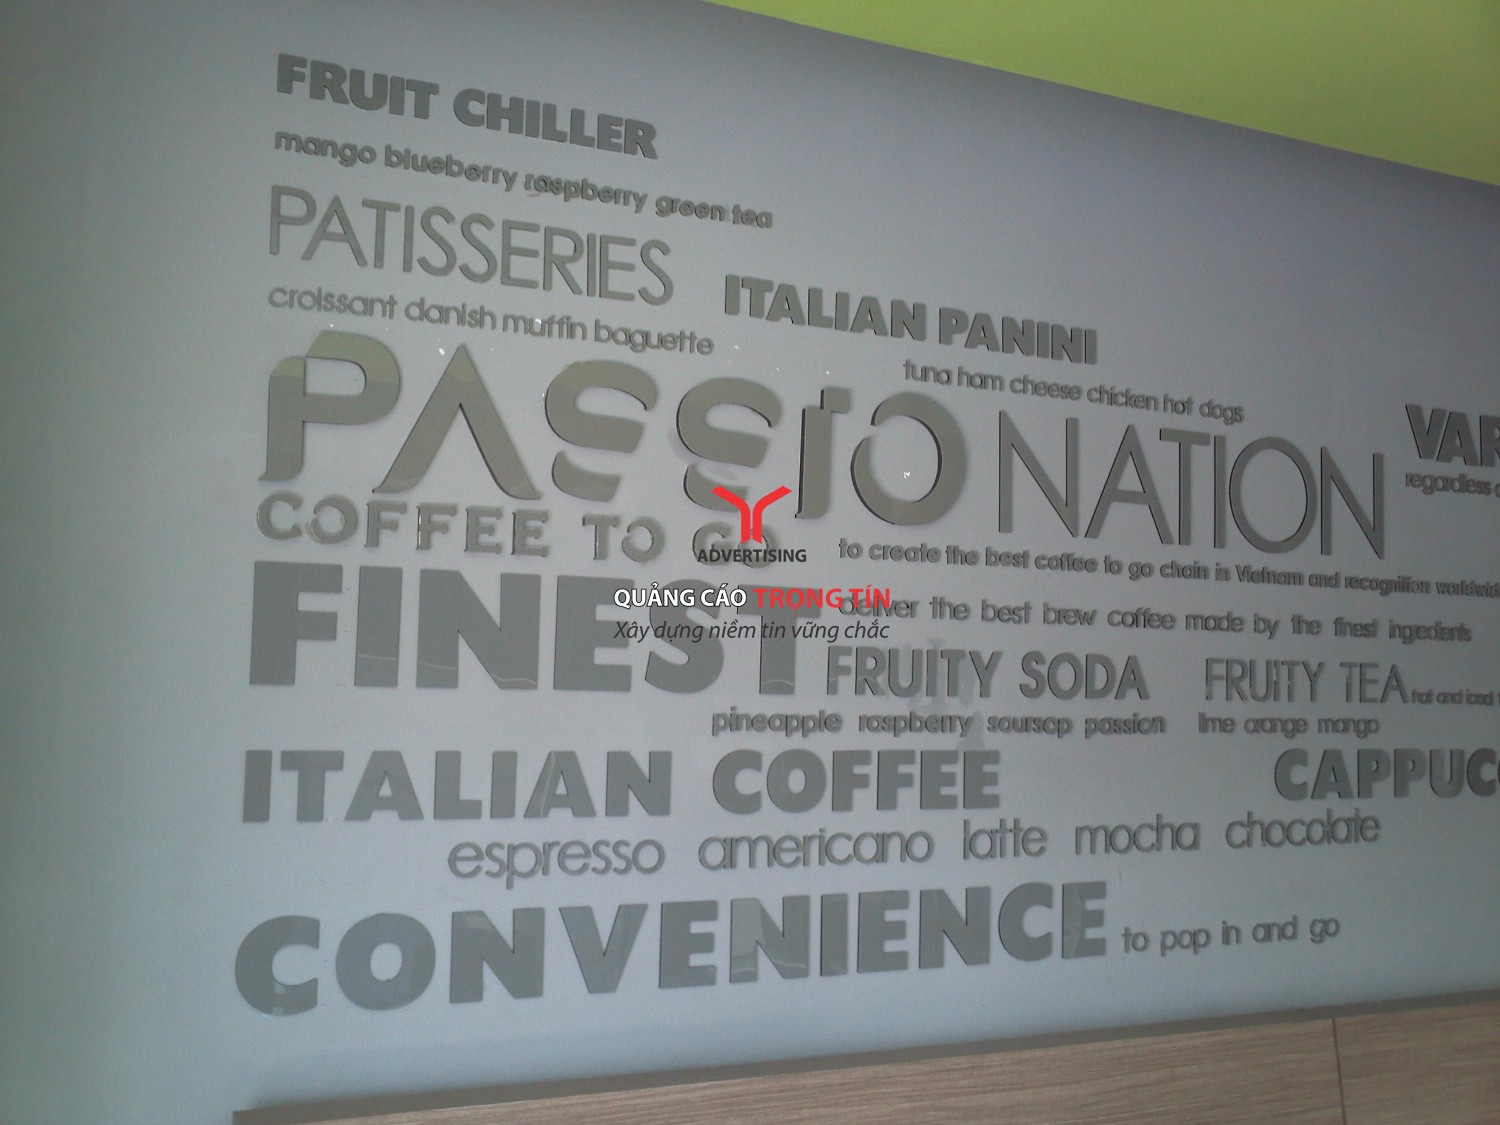 FRUIT CHILLER
mango blueberry raspberry green tea
PATISSERIES
croissant danish muffin baguette
ITALIAN PANINI
tuna ham cheese chicken hot dogs
PASSIO NATION
COFFEE TO GO
VAR
regardless
to create the best coffee to go chain in Vietnam and recognition worldwide
FINEST
deliver the best brew coffee made by the finest ingredients
ADVERTISING
QUẢNG CÁO TRỌNG TÍN
Xây dựng niềm tin vững chắc
FRUITY SODA
pineapple raspberry soursop passion
FRUITY TEA hot and iced
lime orange mango
ITALIAN COFFEE
CAPPUC
espresso americano latte mocha chocolate
CONVENIENCE to pop in and go